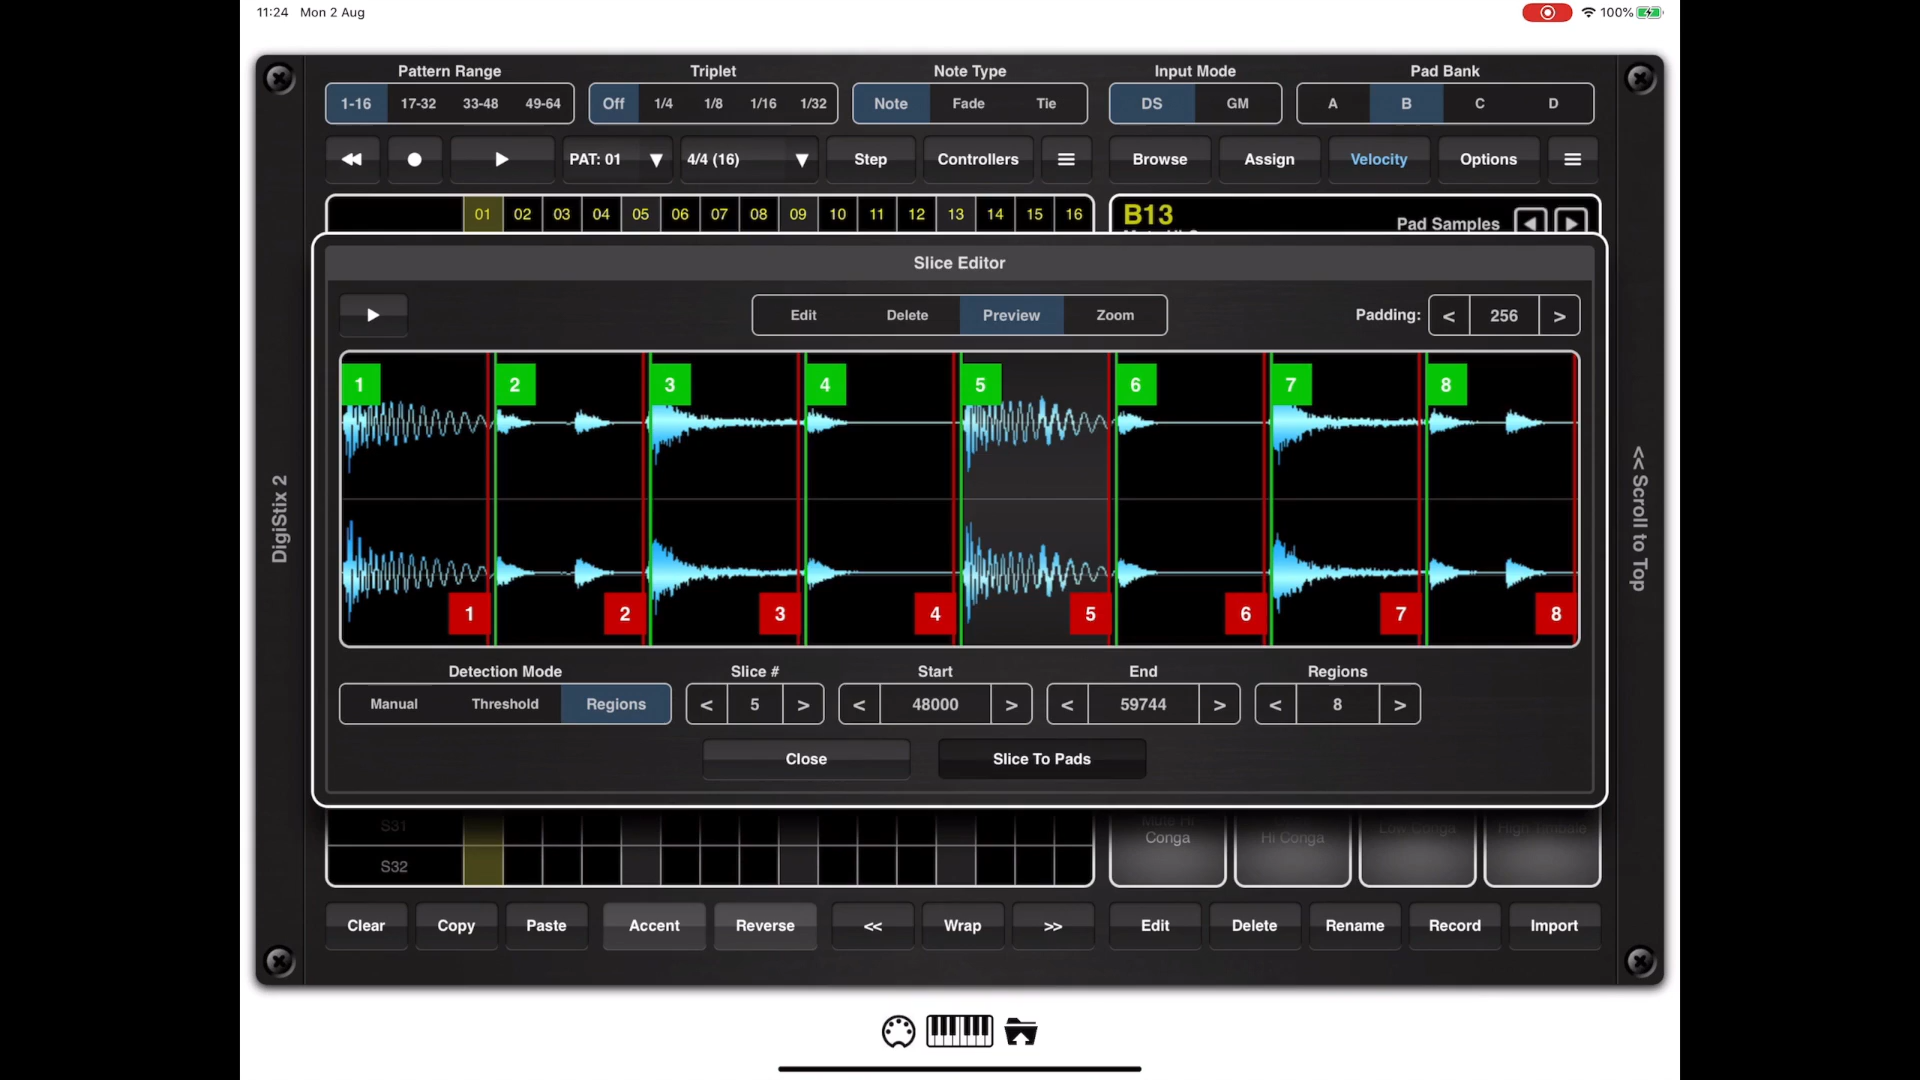 11:24 Mon 2 Aug
100%
Pattern Range Triplet Note Type Input Mode Pad Bank
1-16 17-32 33-48 49-64 Off 1/4 1/8 1/16 1/32 Note Fade Tie DS GM A B C D
PAT: 01 4/4 (16) Step Controllers Browse Assign Velocity Options
01 02 03 04 05 06 07 08 09 10 11 12 13 14 15 16
B13
Pad Samples
Slice Editor
Edit Delete Preview Zoom Padding: < 256 >
1 2 3 4 5 6 7 8
1 2 3 4 5 6 7 8
DigiStix 2
<< Scroll to Top
Detection Mode Slice # Start End Regions
Manual Threshold Regions < 5 > < 48000 > < 59744 > < 8 >
Close Slice To Pads
S31
S32
Mute Hi
Conga
Hi Conga
Low Conga
High Timbale
Clear Copy Paste Accent Reverse << Wrap >> Edit Delete Rename Record Import